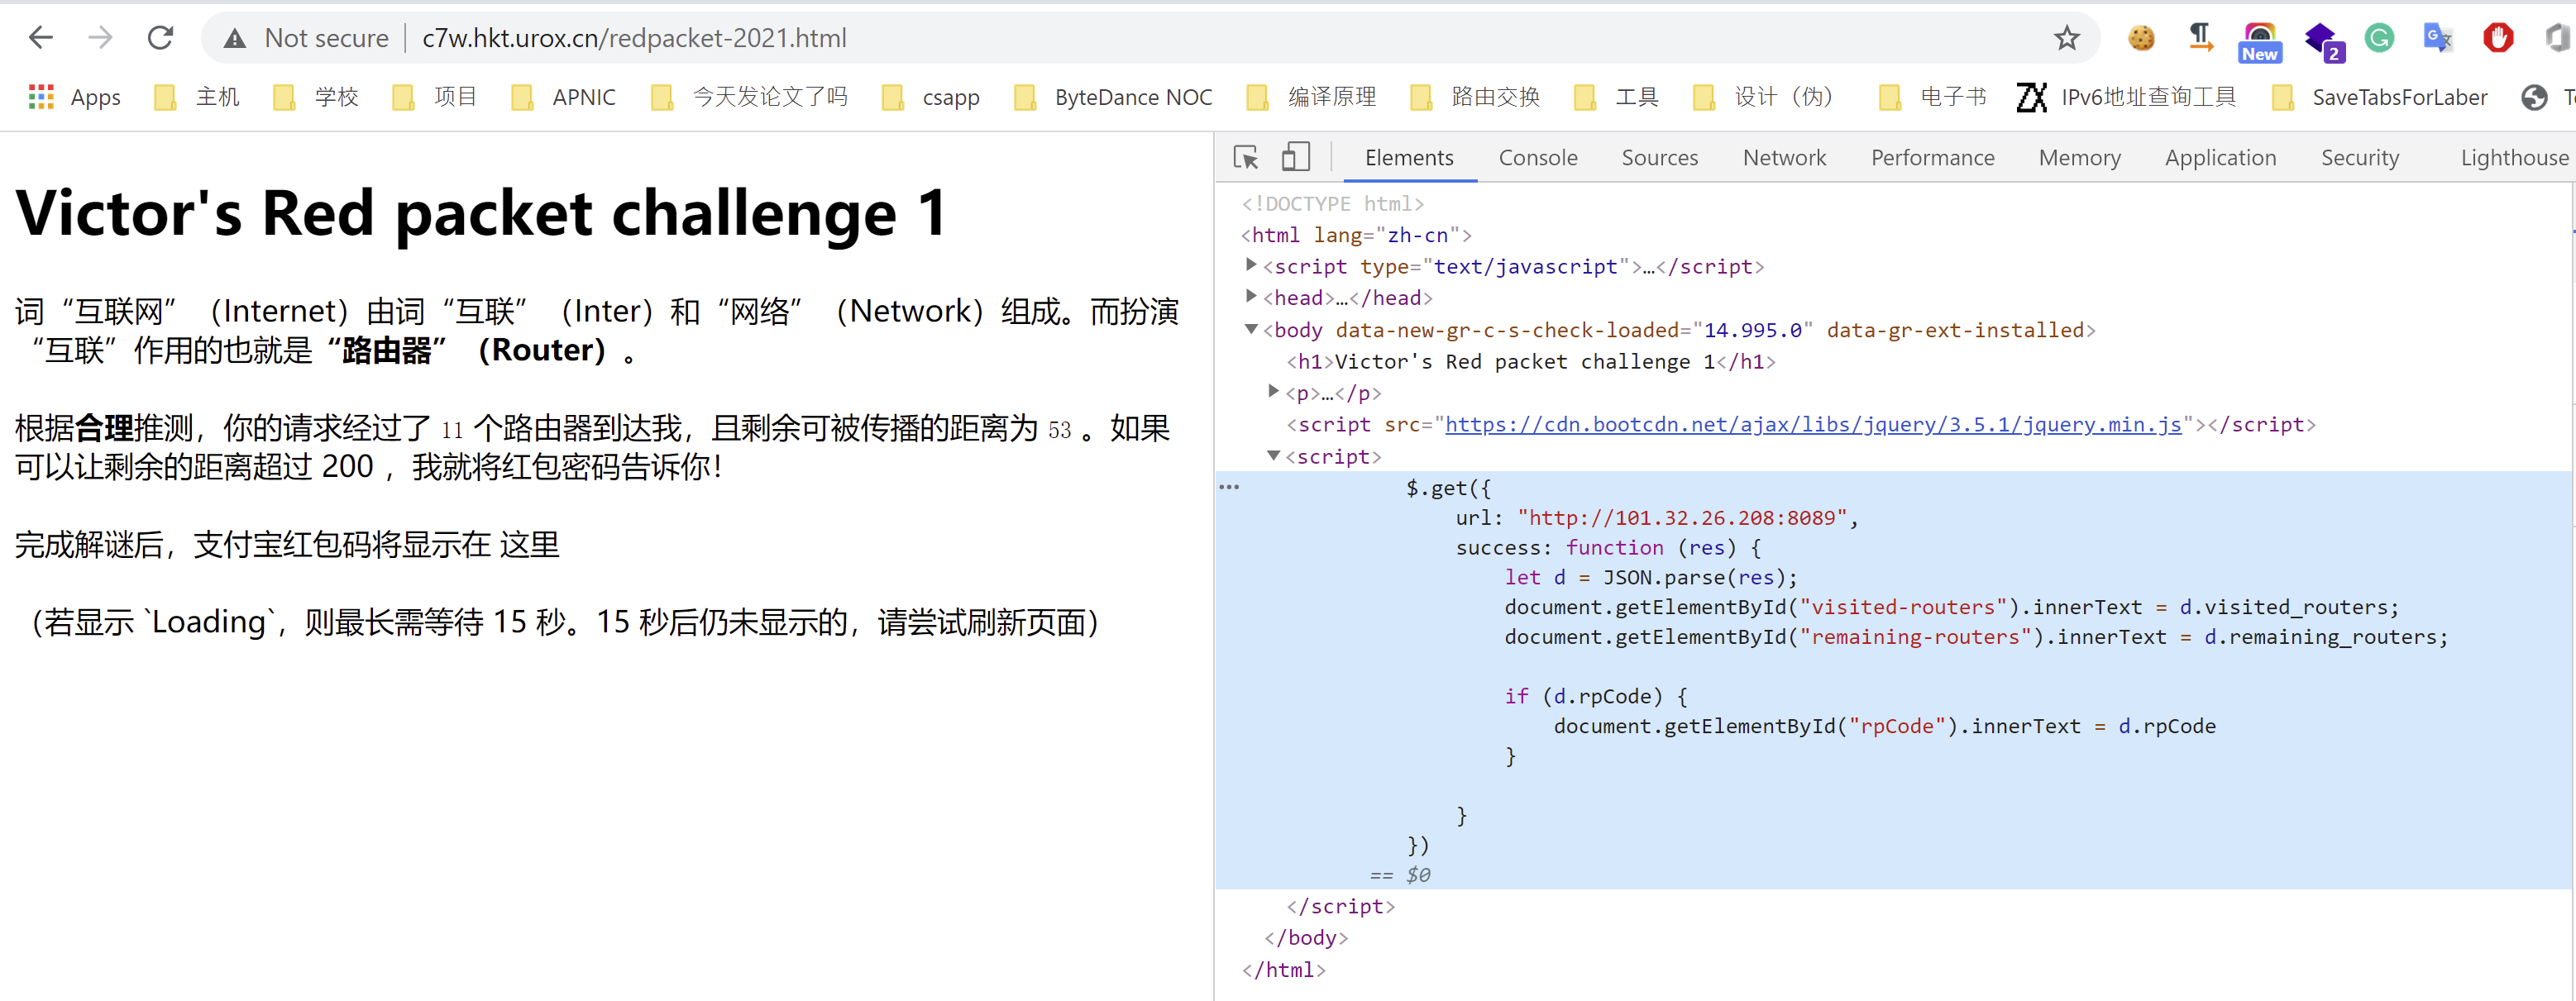 Not secure | c7w.hkt.urox.cn/redpacket-2021.html
New
2
Apps 主机 学校 项目 APNIC 今天发论文了吗 csapp ByteDance NOC 编译原理 路由交换 工具 设计（伪） 电子书 IPv6地址查询工具 SaveTabsForLaber
Victor's Red packet challenge 1
词“互联网”（Internet）由词“互联”（Inter）和“网络”（Network）组成。而扮演
“互联”作用的也就是“路由器”（Router）。
根据合理推测，你的请求经过了 11 个路由器到达我，且剩余可被传播的距离为 53 。如果
可以让剩余的距离超过 200 ，我就将红包密码告诉你！
完成解谜后，支付宝红包码将显示在 这里
（若显示 `Loading`，则最长需等待 15 秒。15 秒后仍未显示的，请尝试刷新页面）
Elements Console Sources Network Performance Memory Application Security Lighthouse
<!DOCTYPE html>
<html lang="zh-cn">
<script type="text/javascript">…</script>
<head>…</head>
<body data-new-gr-c-s-check-loaded="14.995.0" data-gr-ext-installed>
<h1>Victor's Red packet challenge 1</h1>
<p>…</p>
<script src="https://cdn.bootcdn.net/ajax/libs/jquery/3.5.1/jquery.min.js"></script>
<script>
$.get({
url: "http://101.32.26.208:8089",
success: function (res) {
let d = JSON.parse(res);
document.getElementById("visited-routers").innerText = d.visited_routers;
document.getElementById("remaining-routers").innerText = d.remaining_routers;
if (d.rpCode) {
document.getElementById("rpCode").innerText = d.rpCode
}
}
})
== $0
</script>
</body>
</html>